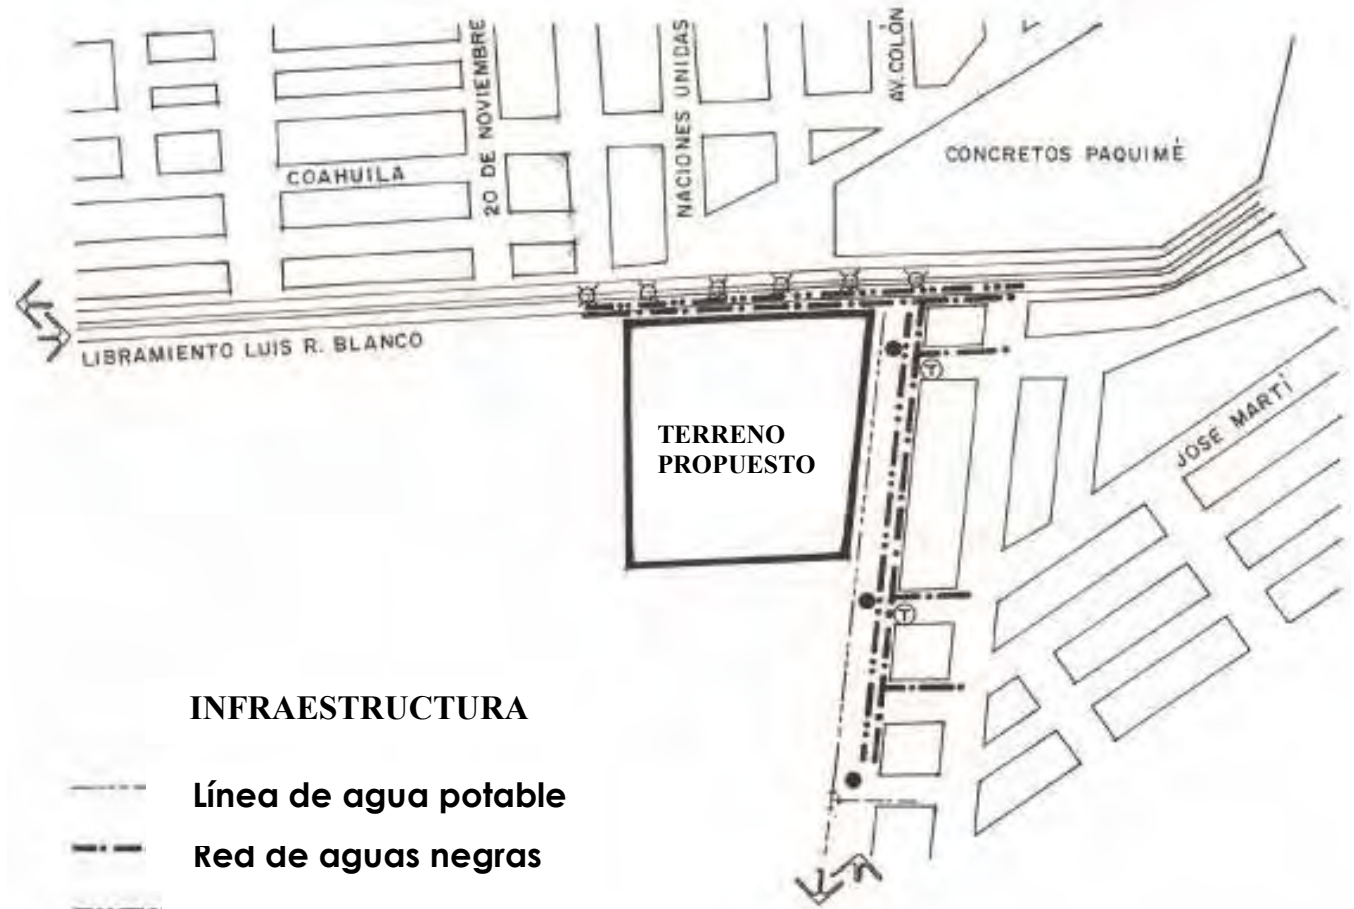 20 DE NOVIEMBRE
NACIONES UNIDAS
AV. COLÓN
CONCRETOS PAQUIMÉ
COAHUILA
LIBRAMIENTO LUIS R. BLANCO
JOSE MARTÍ
T
TERRENO
PROPUESTO
T
INFRAESTRUCTURA
Línea de agua potable
Red de aguas negras